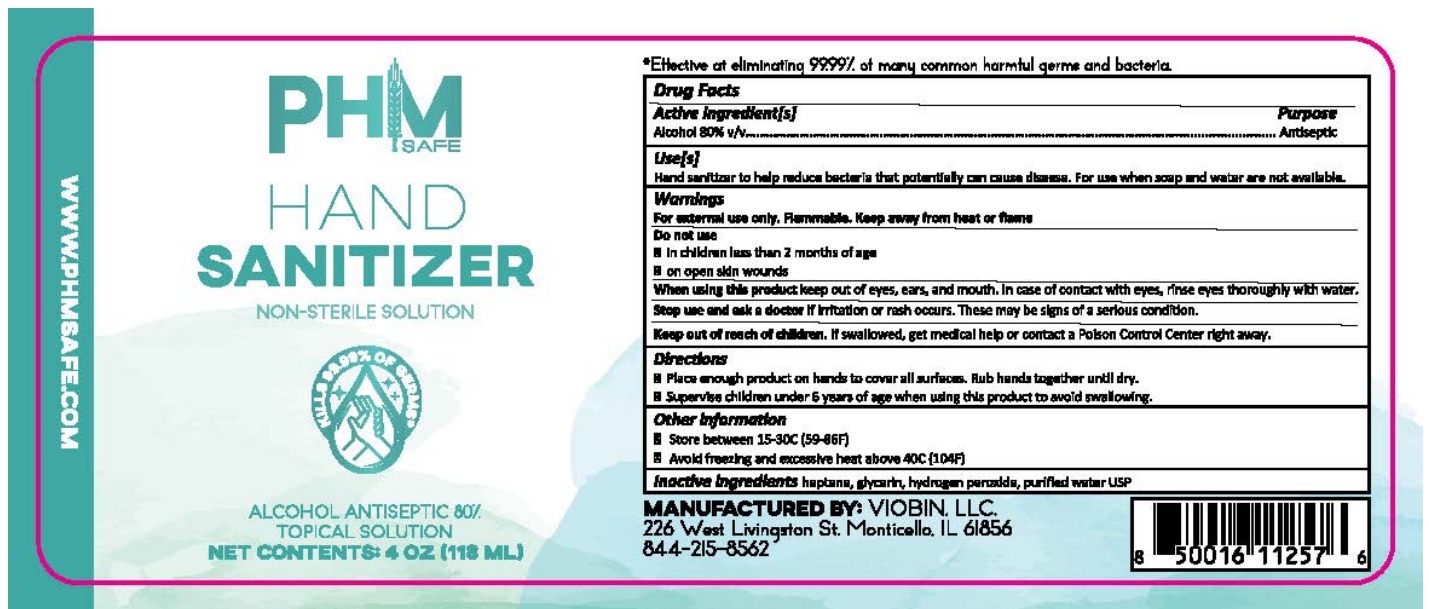 WWW.PHMSAFE.COM
PHM
SAFE
HAND
SANITIZER
NON-STERILE SOLUTION
KILLS 99.99% OF GERMS
ALCOHOL ANTISEPTIC 80%
TOPICAL SOLUTION
NET CONTENTS: 4 OZ (118 ML)
*Effective at eliminating 99.99% of many common harmful germs and bacteria.
Drug Facts
Active Ingredient[s] Purpose
Alcohol 80% v/v.......... Antiseptic
Use[s]
Hand sanitizer to help reduce bacteria that potentially can cause disease. For use when soap and water are not available.
Warnings
For external use only. Flammable. Keep away from heat or flame
Do not use
■ in children less than 2 months of age
■ on open skin wounds
When using this product keep out of eyes, ears, and mouth. In case of contact with eyes, rinse eyes thoroughly with water.
Stop use and ask a doctor if irritation or rash occurs. These may be signs of a serious condition.
Keep out of reach of children. If swallowed, get medical help or contact a Poison Control Center right away.
Directions
■ Place enough product on hands to cover all surfaces. Rub hands together until dry.
■ Supervise children under 6 years of age when using this product to avoid swallowing.
Other information
■ Store between 15-30C (59-86F)
■ Avoid freezing and excessive heat above 40C (104F)
Inactive ingredients heptane, glycerin, hydrogen peroxide, purified water USP
MANUFACTURED BY: VIOBIN, LLC.
226 West Livingston St. Monticello, IL 61856
844-215-8562
8 50016 11257 6